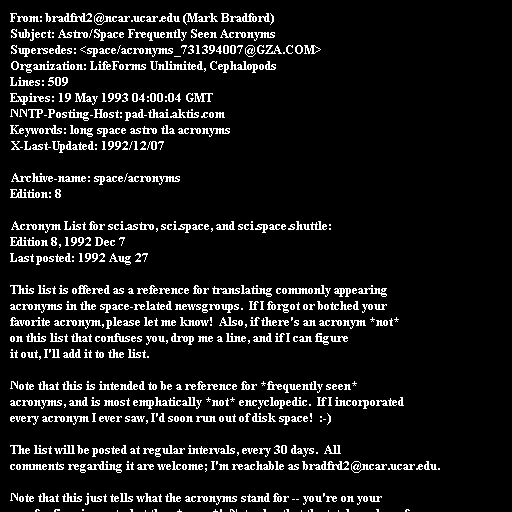 From: bradfrd2@ncar.ucar.edu (Mark Bradford)
Subject: Astro/Space Frequently Seen Acronyms
Supersedes: <space/acronyms_731394007@GZA.COM>
Organization: LifeForms Unlimited, Cephalopods
Lines: 509
Expires: 19 May 1993 04:00:04 GMT
NNTP-Posting-Host: pad-thai.aktis.com
Keywords: long space astro tla acronyms
X-Last-Updated: 1992/12/07
Archive-name: space/acronyms
Edition: 8
Acronym List for sci.astro, sci.space, and sci.space.shuttle:
Edition 8, 1992 Dec 7
Last posted: 1992 Aug 27
This list is offered as a reference for translating commonly appearing
acronyms in the space-related newsgroups.  If I forgot or botched your
favorite acronym, please let me know!  Also, if there's an acronym *not*
on this list that confuses you, drop me a line, and if I can figure
it out, I'll add it to the list.
Note that this is intended to be a reference for *frequently seen*
acronyms, and is most emphatically *not* encyclopedic.  If I incorporated
every acronym I ever saw, I'd soon run out of disk space!  :-)
The list will be posted at regular intervals, every 30 days.  All
comments regarding it are welcome; I'm reachable as bradfrd2@ncar.ucar.edu.
Note that this just tells what the acronyms stand for -- you're on your